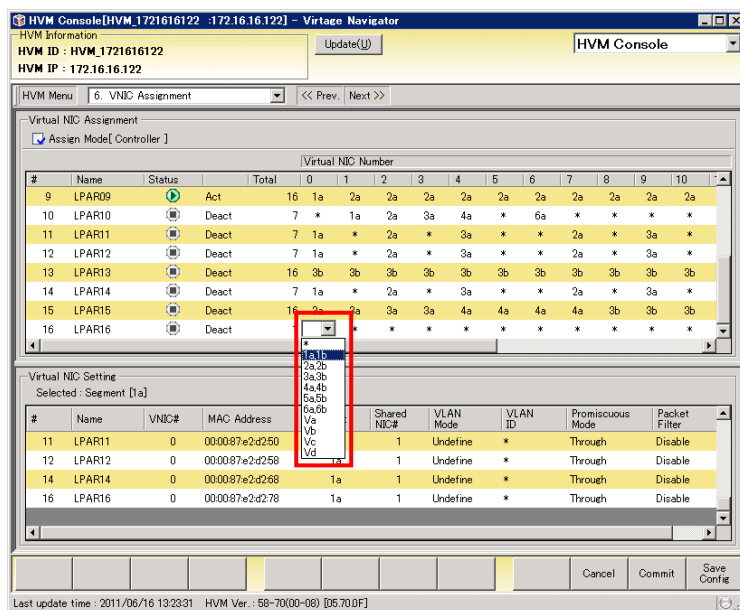 HVM Console[HVM_1721616122 :172.16.16.122] - Virtage Navigator
HVM Information
HVM ID : HVM_1721616122
HVM IP : 172.16.16.122
Update(U)
HVM Console
HVM Menu 6. VNIC Assignment << Prev. Next >>
Virtual NIC Assignment
Assign Mode[ Controller ]
Virtual NIC Number
# Name Status Total 0 1 2 3 4 5 6 7 8 9 10
9 LPAR09 Act 16 1a 2a 2a 2a 2a 2a 2a 2a 2a 2a 2a
10 LPAR10 Deact 7 * 1a 2a 3a 4a * 6a * * * *
11 LPAR11 Deact 7 1a * 2a * 3a * * 2a * 3a *
12 LPAR12 Deact 7 1a * 2a * 3a * * 2a * 3a *
13 LPAR13 Deact 16 3b 3b 3b 3b 3b 3b 3b 3b 3b 3b 3b
14 LPAR14 Deact 7 1a * 2a * 3a * * 2a * 3a *
15 LPAR15 Deact 16 3a 3a 3a 3a 4a 4a 4a 4a 3b 3b 3b
16 LPAR16 Deact 7 * * * * * * * * * *
*
1a,1b
2a,2b
3a,3b
4a,4b
5a,5b
6a,6b
Va
Vb
Vc
Vd
Virtual NIC Setting
Selected : Segment [1a]
# Name VNIC# MAC Address Shared NIC# VLAN Mode VLAN ID Promiscuous Mode Packet Filter
11 LPAR11 0 00:00:87:e2:d2:50 1 Undefine * Through Disable
12 LPAR12 0 00:00:87:e2:d2:58 1a 1 Undefine * Through Disable
14 LPAR14 0 00:00:87:e2:d2:68 1a 1 Undefine * Through Disable
16 LPAR16 0 00:00:87:e2:d2:78 1a 1 Undefine * Through Disable
Cancel Commit Save Config
Last update time : 2011/06/16 13:23:31 HVM Ver. : 58-70(00-08) [05.70.0F]